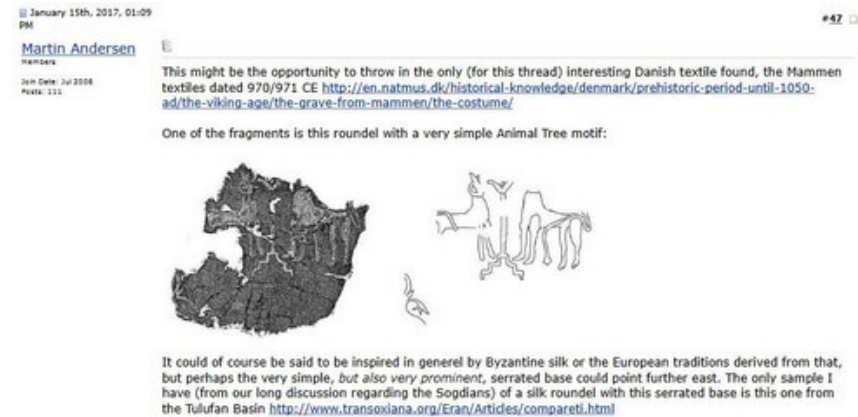 January 15th, 2017, 01:09
PM
#47
Martin Andersen
Members
Join Date: Jul 2008
Posts: 111
This might be the opportunity to throw in the only (for this thread) interesting Danish textile found, the Mammen
textiles dated 970/971 CE http://en.natmus.dk/historical-knowledge/denmark/prehistoric-period-until-1050-
ad/the-viking-age/the-grave-from-mammen/the-costume/
One of the fragments is this roundel with a very simple Animal Tree motif:
It could of course be said to be inspired in generel by Byzantine silk or the European traditions derived from that,
but perhaps the very simple, but also very prominent, serrated base could point further east. The only sample I
have (from our long discussion regarding the Sogdians) of a silk roundel with this serrated base is this one from
the Tulufan Basin http://www.transoxiana.org/Eran/Articles/compareti.html